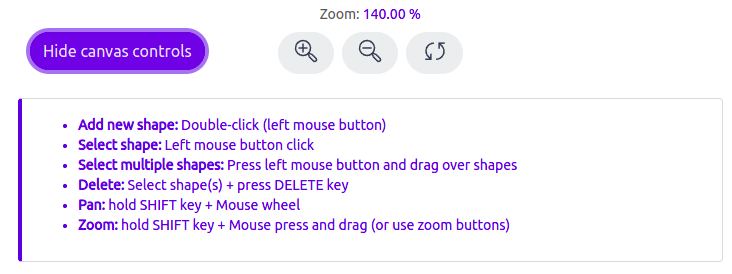 Zoom: 140.00 %
Hide canvas controls
Add new shape: Double-click (left mouse button)
Select shape: Left mouse button click
Select multiple shapes: Press left mouse button and drag over shapes
Delete: Select shape(s) + press DELETE key
Pan: hold SHIFT key + Mouse wheel
Zoom: hold SHIFT key + Mouse press and drag (or use zoom buttons)